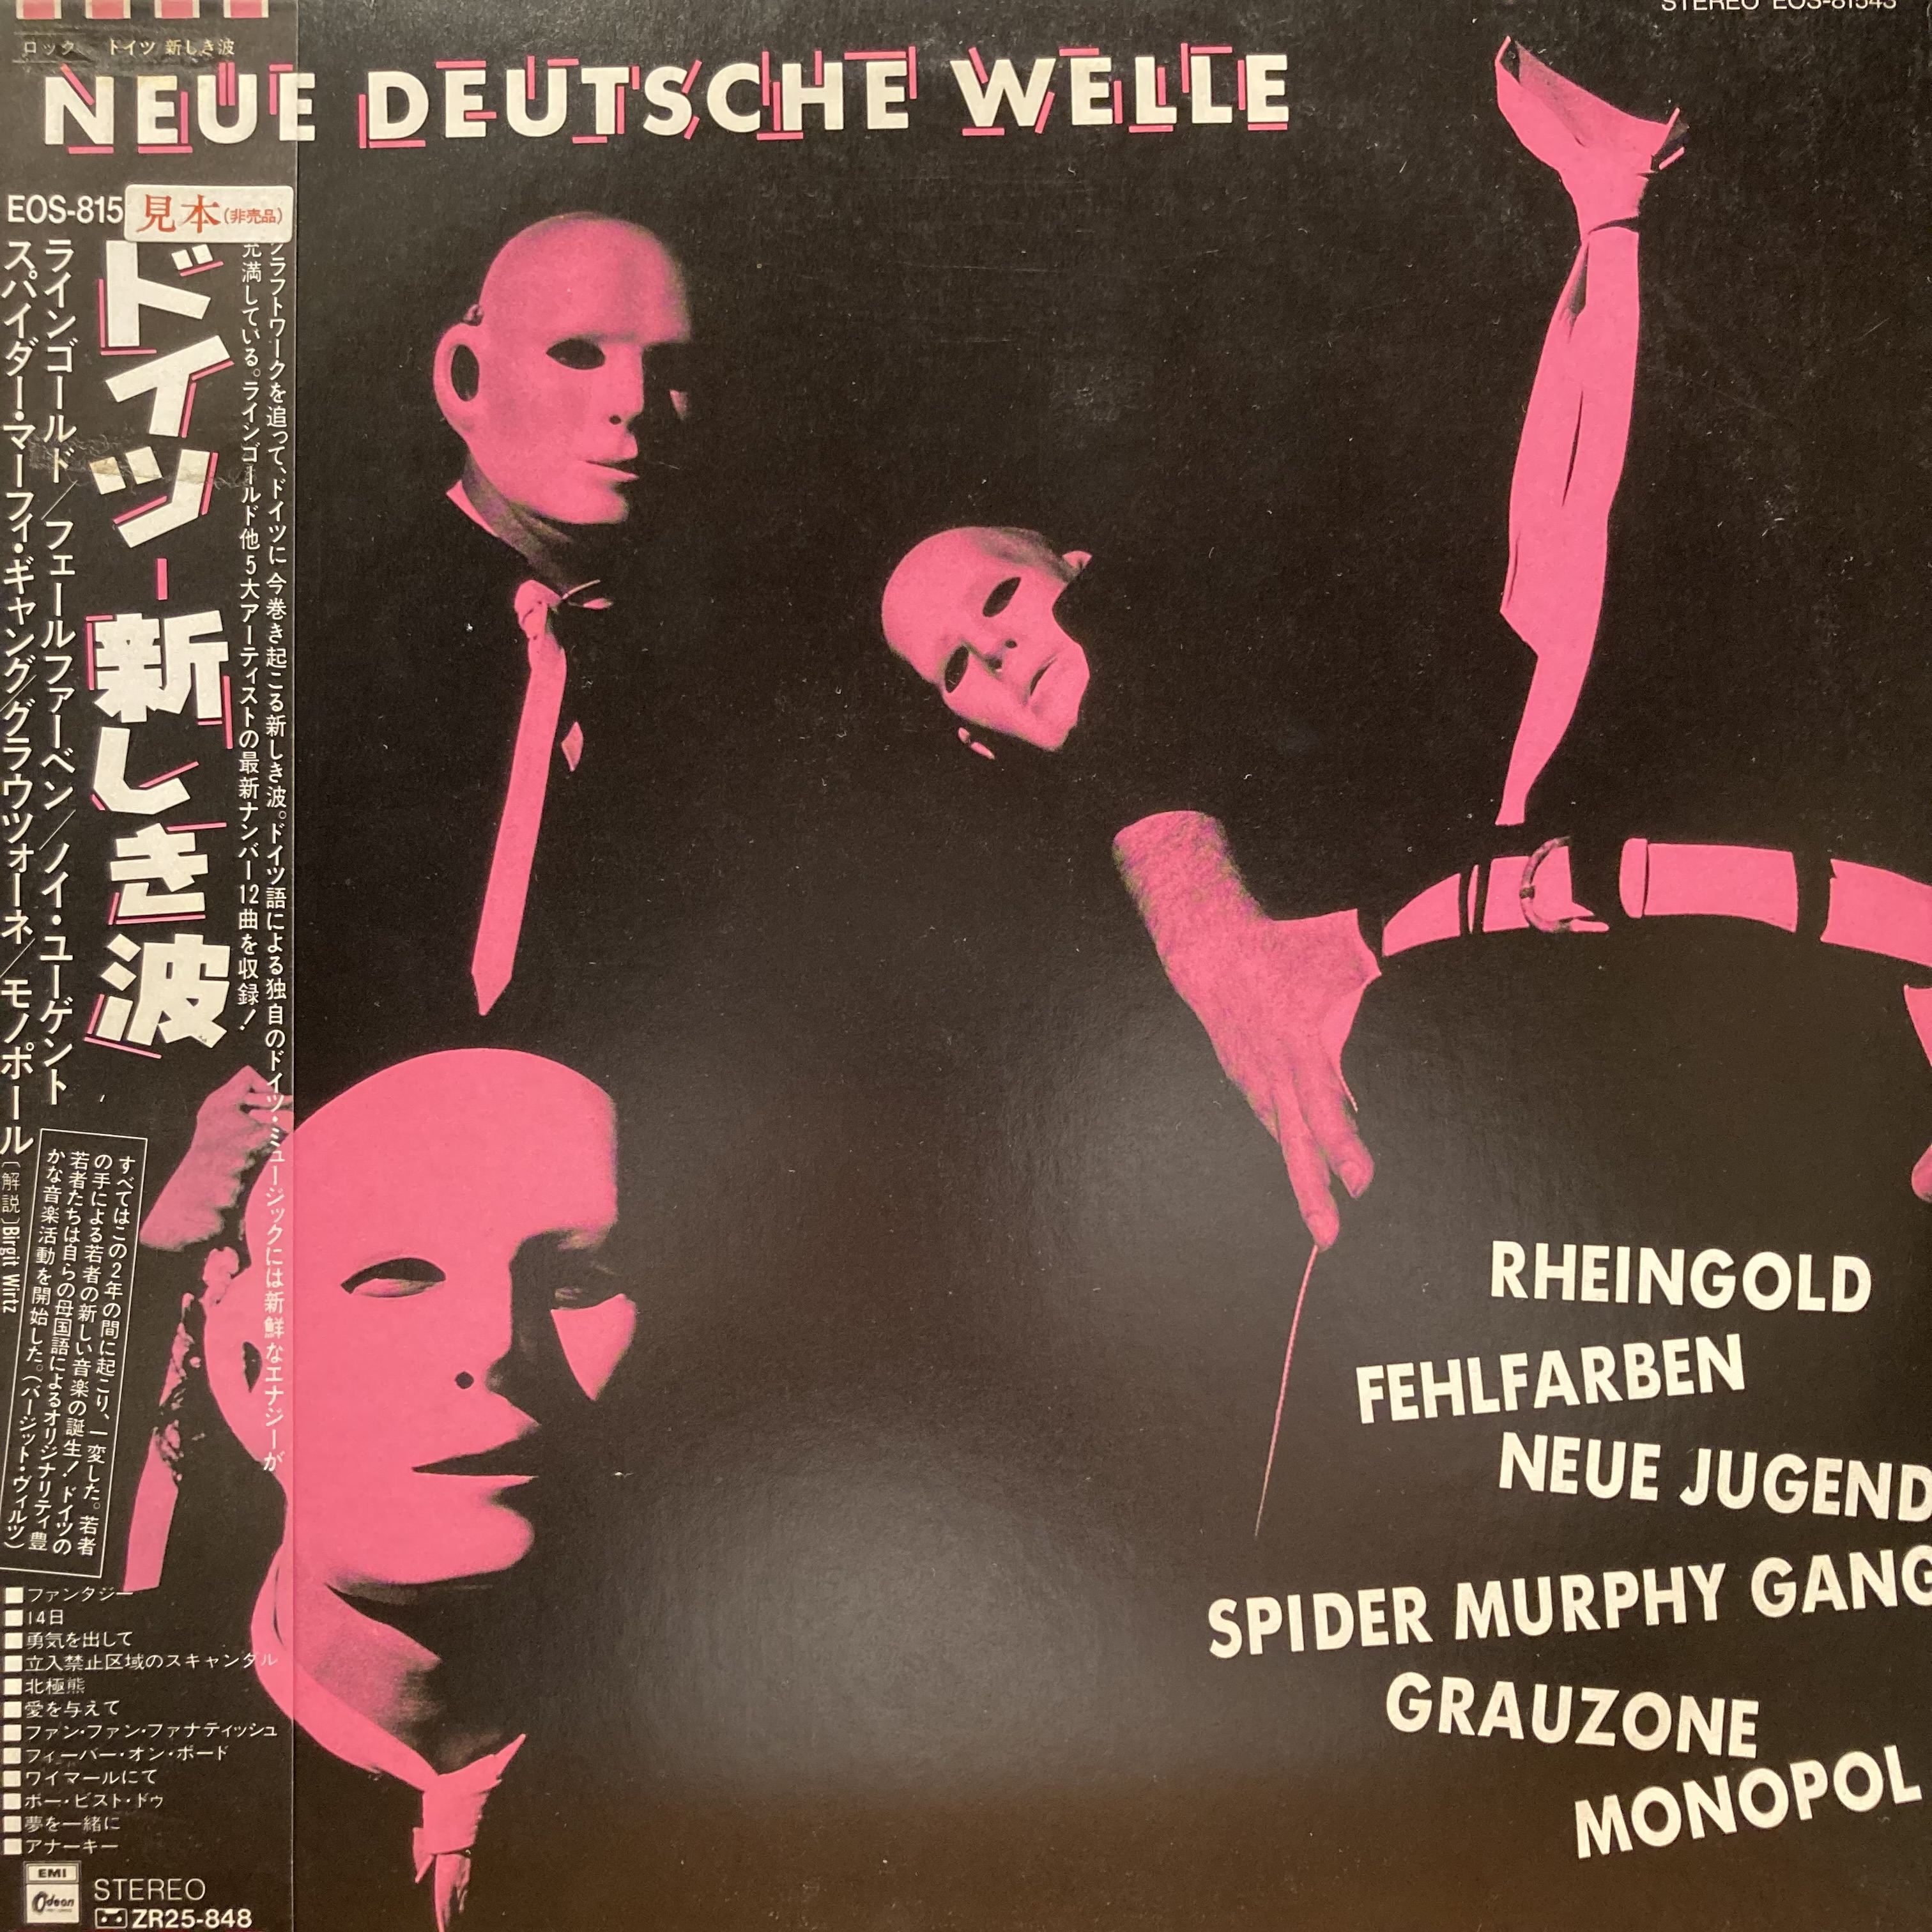 STEREO EOS-81543
ロック ドイツ 新しき波
NEUE DEUTSCHE WELLE
EOS-815
見本(非売品)
クラフトワークを追って、ドイツに今巻き起こる新しき波。ドイツ語による独自のドイツ・ミュージックには新鮮なエナジーが
充満している。ラインゴールド他5大アーティストの最新ナンバー12曲を収録!
ドイツー新しき波
ラインゴールド/フェールファーベン/ノイ・ユーゲント
スパイダー・マーフィ・ギャング/グラウツォーネ/モノポール
〔解説〕Birgit Wirtz
すべてはこの2年の間に起こり、一変した。若者
の手による若者の新しい音楽の誕生!ドイツの
若者たちは自らの母国語によるオリジナリティ豊
かな音楽活動を開始した。(バージット・ヴィルツ)
■ファンタジー
■14日
■勇気を出して
■立入禁止区域のスキャンダル
■北極熊
■愛を与えて
■ファン・ファン・ファナティッシュ
■フィーバー・オン・ボード
■ワイマールにて
■ボー・ビスト・ドゥ
■夢を一緒に
■アナーキー
EMI
Odeon
STEREO
ZR25-848
RHEINGOLD
FEHLFARBEN
NEUE JUGEND
SPIDER MURPHY GANG
GRAUZONE
MONOPOL